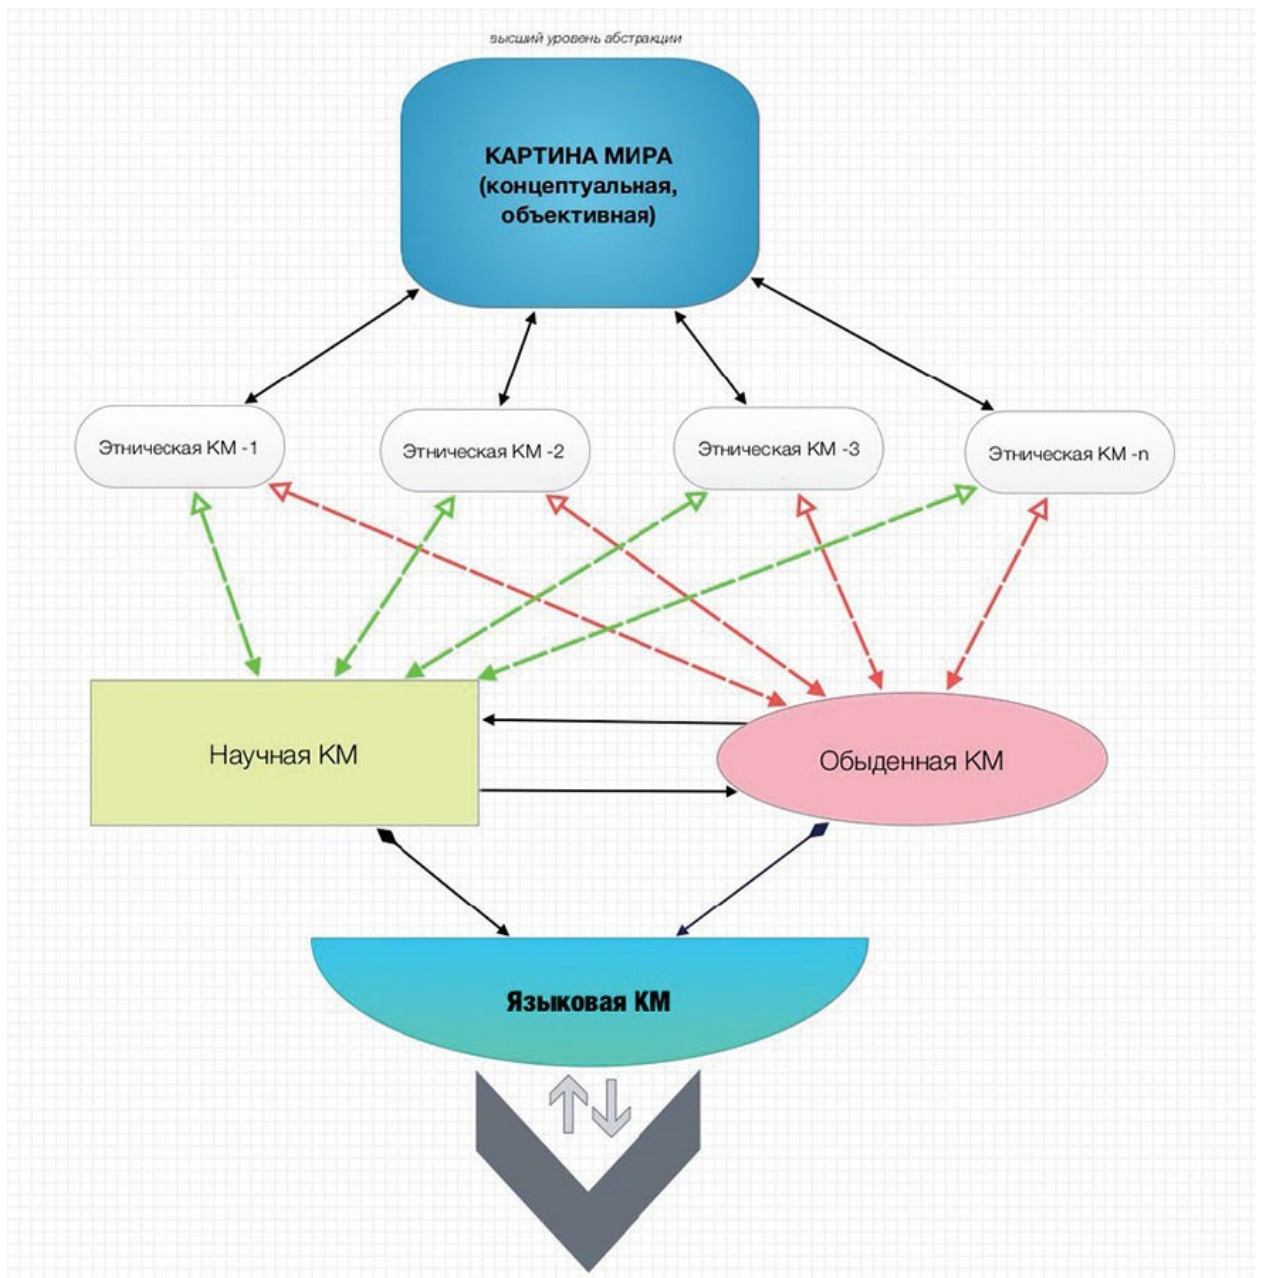 высший уровень абстракции
КАРТИНА МИРА
(концептуальная,
объективная)
Этническая КМ -1
Этническая КМ -2
Этническая КМ -3
Этническая КМ -n
Научная КМ
Обыденная КМ
Языковая КМ